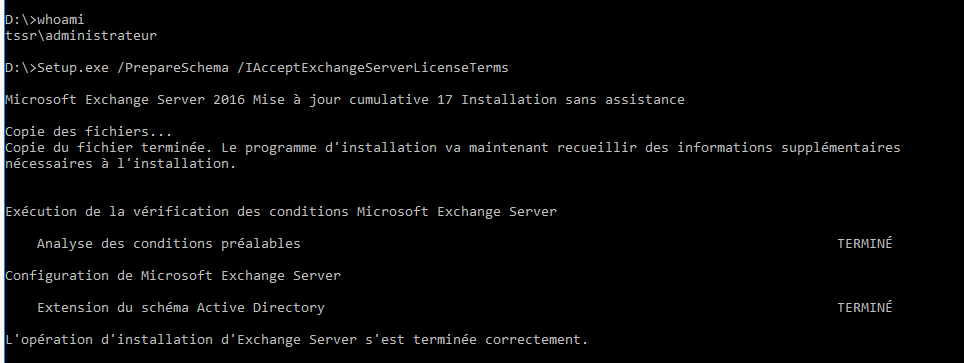 D:\>whoami
tssr\administrateur
D:\>Setup.exe /PrepareSchema /IAcceptExchangeServerLicenseTerms
Microsoft Exchange Server 2016 Mise à jour cumulative 17 Installation sans assistance
Copie des fichiers...
Copie du fichier terminée. Le programme d'installation va maintenant recueillir des informations supplémentaires
nécessaires à l'installation.
Exécution de la vérification des conditions Microsoft Exchange Server
Analyse des conditions préalables TERMINÉ
Configuration de Microsoft Exchange Server
Extension du schéma Active Directory TERMINÉ
L'opération d'installation d'Exchange Server s'est terminée correctement.